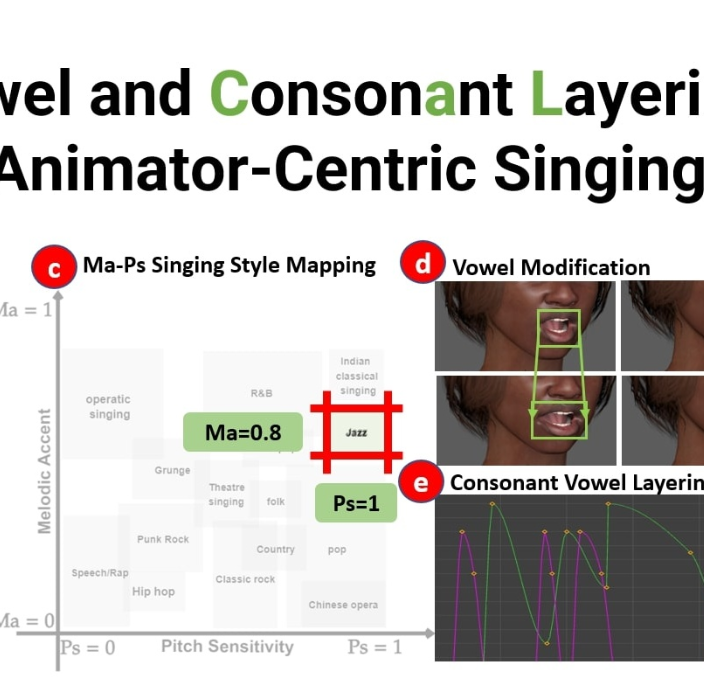 wel and Consonant Layeri
Animator-Centric Singing
c Ma-Ps Singing Style Mapping
d Vowel Modification
Ma = 1
Indian
classical
singing
R&B
operatic
singing
Ma=0.8
Jazz
Melodic Accent
Grunge
Theatre
singing
folk
Ps=1
e Consonant Vowel Layerin
Punk Rock
Country
pop
Speech/Rap
Classic rock
Hip hop
Chinese opera
Ma = 0
Ps = 0
Pitch Sensitivity
Ps = 1